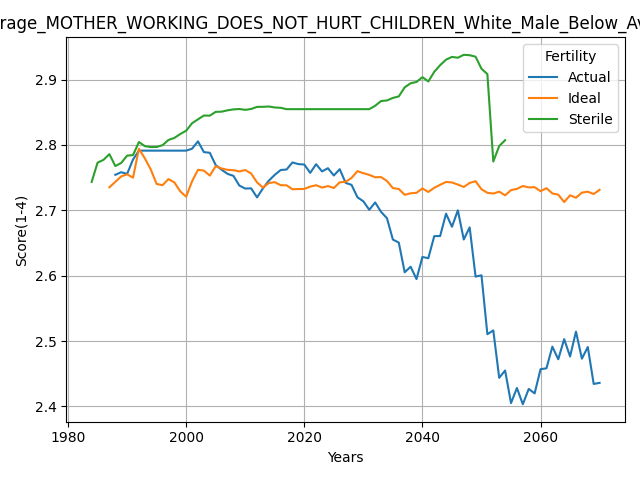 rage_MOTHER_WORKING_DOES_NOT_HURT_CHILDREN_White_Male_Below_Av
Fertility
Actual
Ideal
Sterile
Score(1-4)
2.9
2.8
2.7
2.6
2.5
2.4
1980 2000 2020 2040 2060
Years